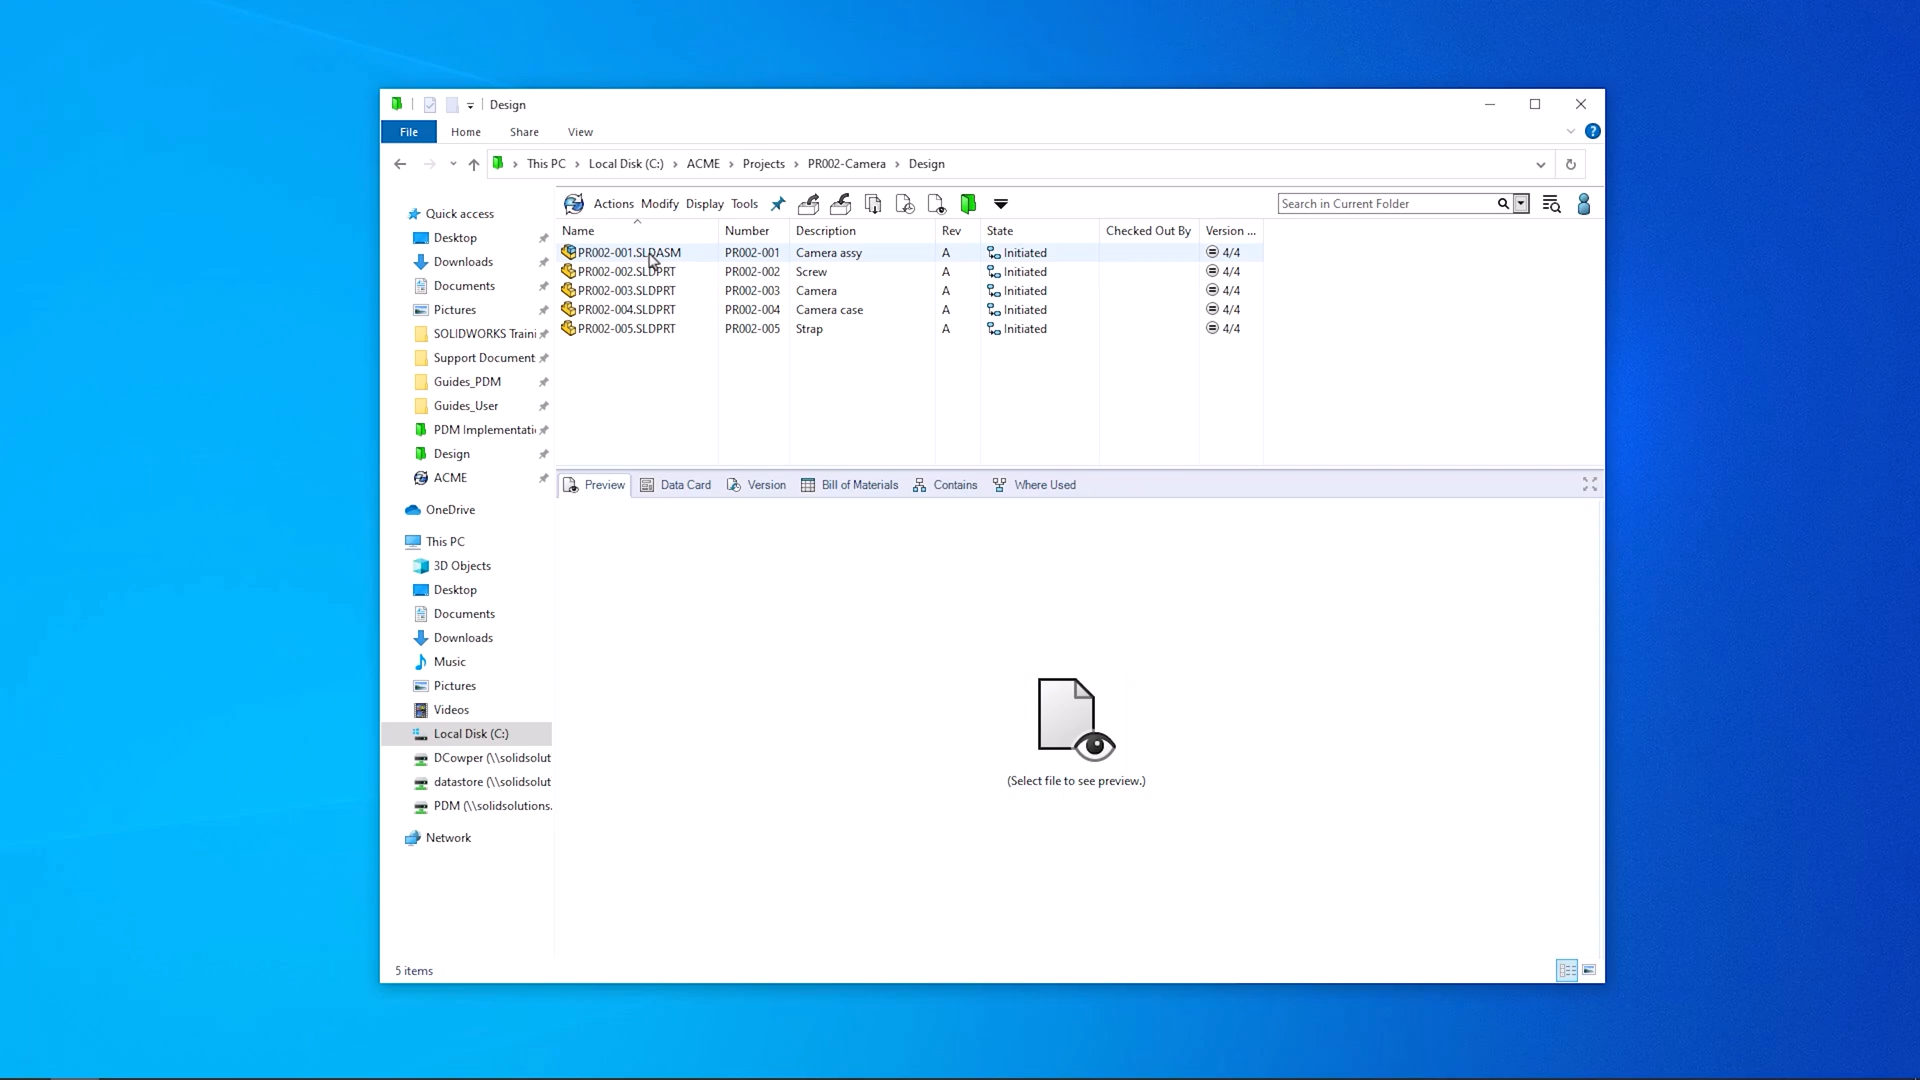 Design
File Home Share View
This PC Local Disk (C:) ACME Projects PR002-Camera Design
Actions Modify Display Tools Search in Current Folder
Name Number Description Rev State Checked Out By Version ...
PR002-001.SLDASM PR002-001 Camera assy A Initiated 4/4
PR002-002.SLDPRT PR002-002 Screw A Initiated 4/4
PR002-003.SLDPRT PR002-003 Camera A Initiated 4/4
PR002-004.SLDPRT PR002-004 Camera case A Initiated 4/4
PR002-005.SLDPRT PR002-005 Strap A Initiated 4/4
Quick access
Desktop
Downloads
Documents
Pictures
SOLIDWORKS Traini
Support Document
Guides_PDM
Guides_User
PDM Implementati
Design
ACME
OneDrive
This PC
3D Objects
Desktop
Documents
Downloads
Music
Pictures
Videos
Local Disk (C:)
DCowper (\\solidsolut
datastore (\\solidsolut
PDM (\\solidsolutions.
Network
Preview Data Card Version Bill of Materials Contains Where Used
(Select file to see preview.)
5 items